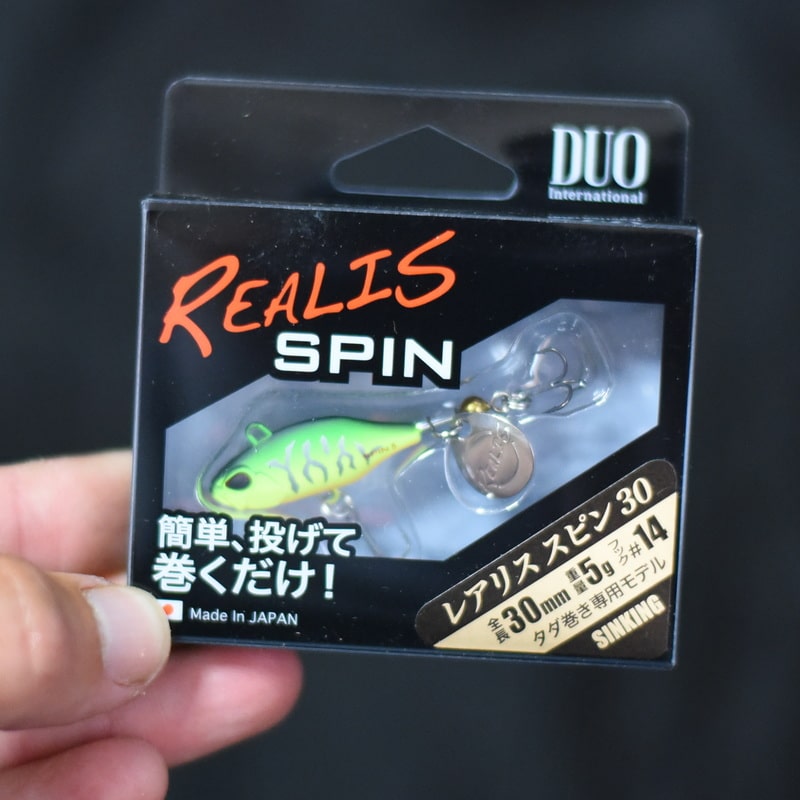 DUO
International
REALIS
SPIN
REALIS
簡単、投げて
巻くだけ!
Made In JAPAN
レアリス スピン 30
全長30mm 重量5g フック#14
タダ巻き専用モデル
SINKING